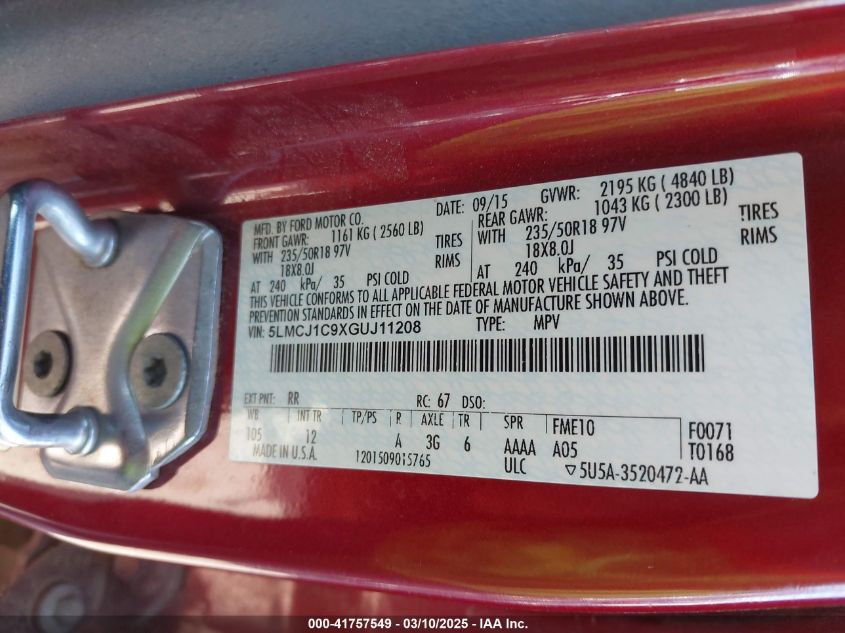 MFD. BY FORD MOTOR CO.
DATE: 09/15 GVWR: 2195 KG ( 4840 LB)
FRONT GAWR: 1161 KG ( 2560 LB) REAR GAWR: 1043 KG ( 2300 LB)
WITH 235/50R18 97V TIRES WITH 235/50R18 97V TIRES
18X8.0J RIMS 18X8.0J RIMS
AT 240 kPa/ 35 PSI COLD AT 240 kPa/ 35 PSI COLD
THIS VEHICLE CONFORMS TO ALL APPLICABLE FEDERAL MOTOR VEHICLE SAFETY AND THEFT
PREVENTION STANDARDS IN EFFECT ON THE DATE OF MANUFACTURE SHOWN ABOVE.
VIN: 5LMCJ1C9XGUJ11208 TYPE: MPV
EXT PNT: RR RC: 67 DSO:
WB INT TR TP/PS R AXLE TR SPR FME10 F0071
105 12 A 3G 6 AAAA A05 T0168
MADE IN U.S.A. 1201509015765 ULC ▽5U5A-3520472-AA
000-41757549 - 03/10/2025 - IAA Inc.